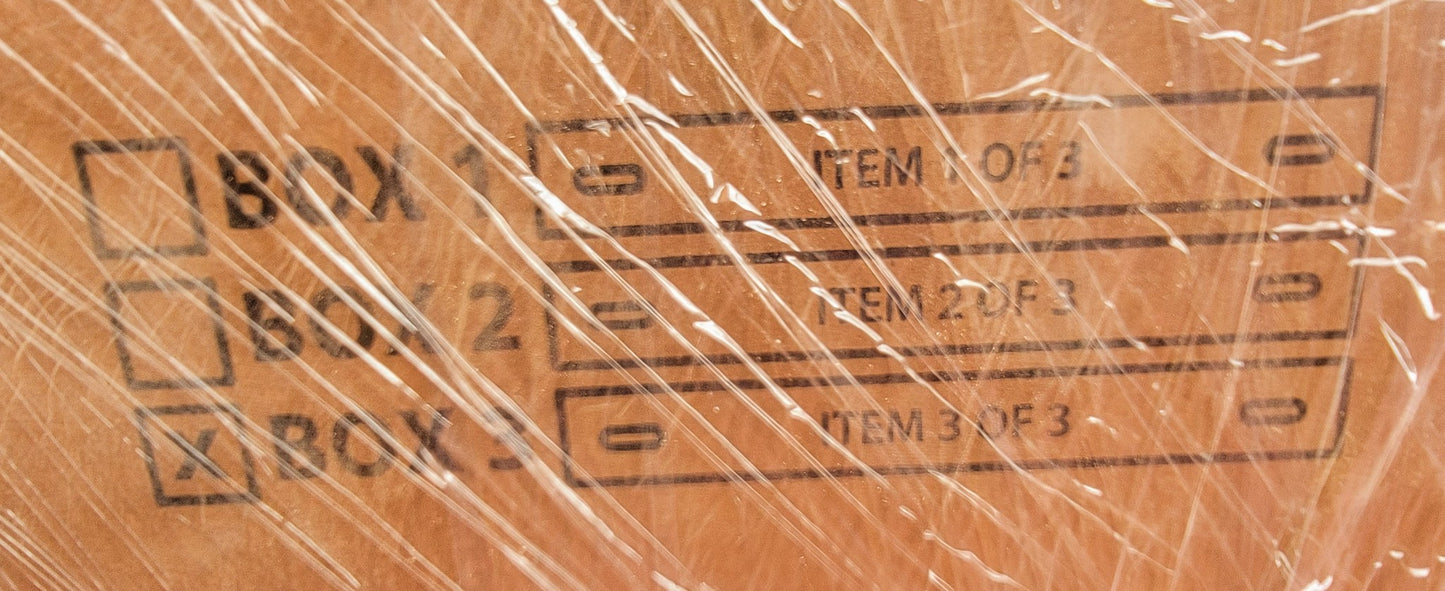 BOX 1 ITEM 1 OF 3
BOX 2 ITEM 2 OF 3
X BOX 3 ITEM 3 OF 3